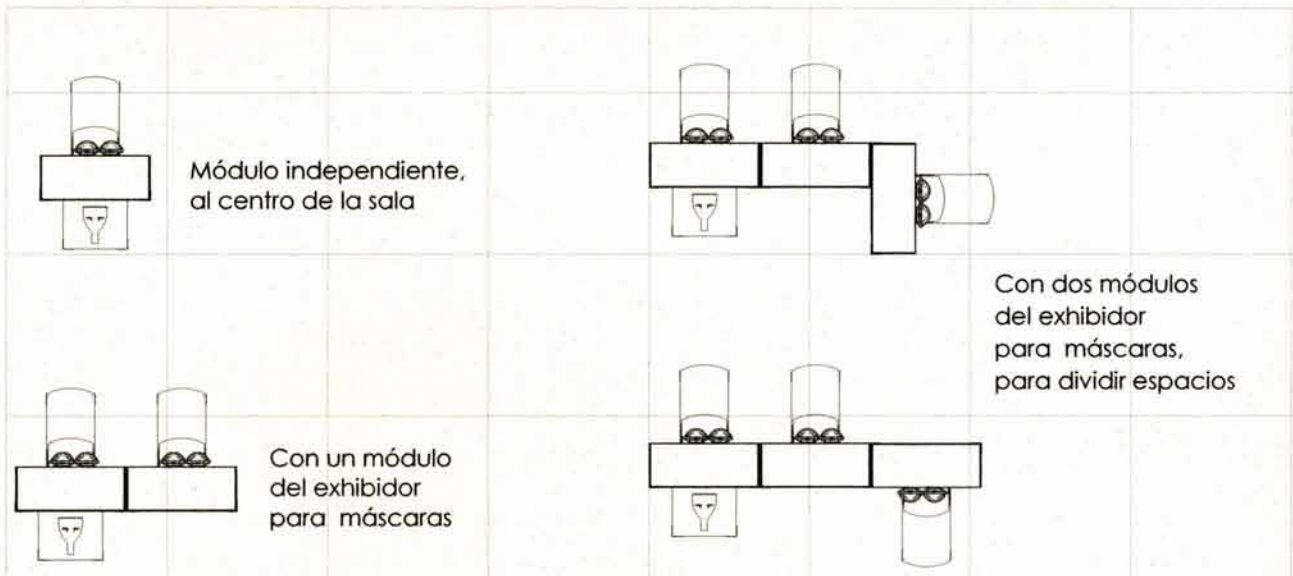 Módulo independiente,
al centro de la sala
Con dos módulos
del exhibidor
para máscaras,
para dividir espacios
Con un módulo
del exhibidor
para máscaras